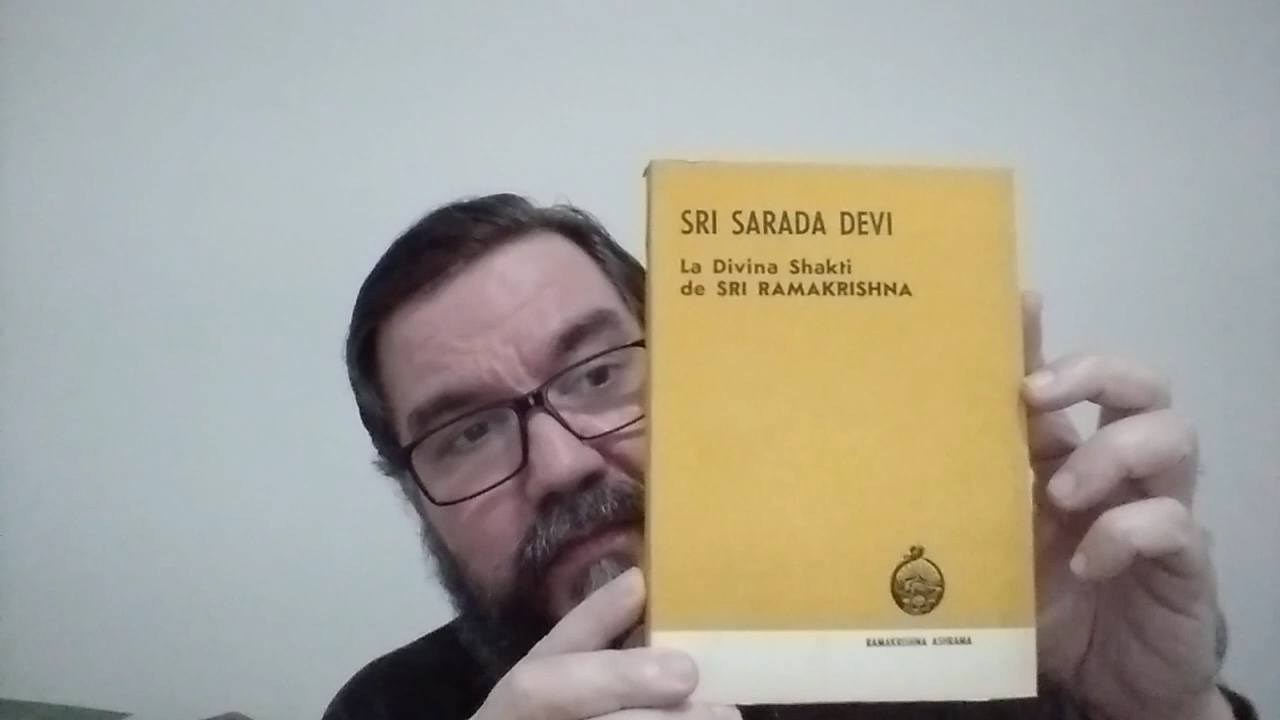 SRI SARADA DEVI
La Divina Shakti
de SRI RAMAKRISHNA
RAMAKRISHNA ASHRAMA